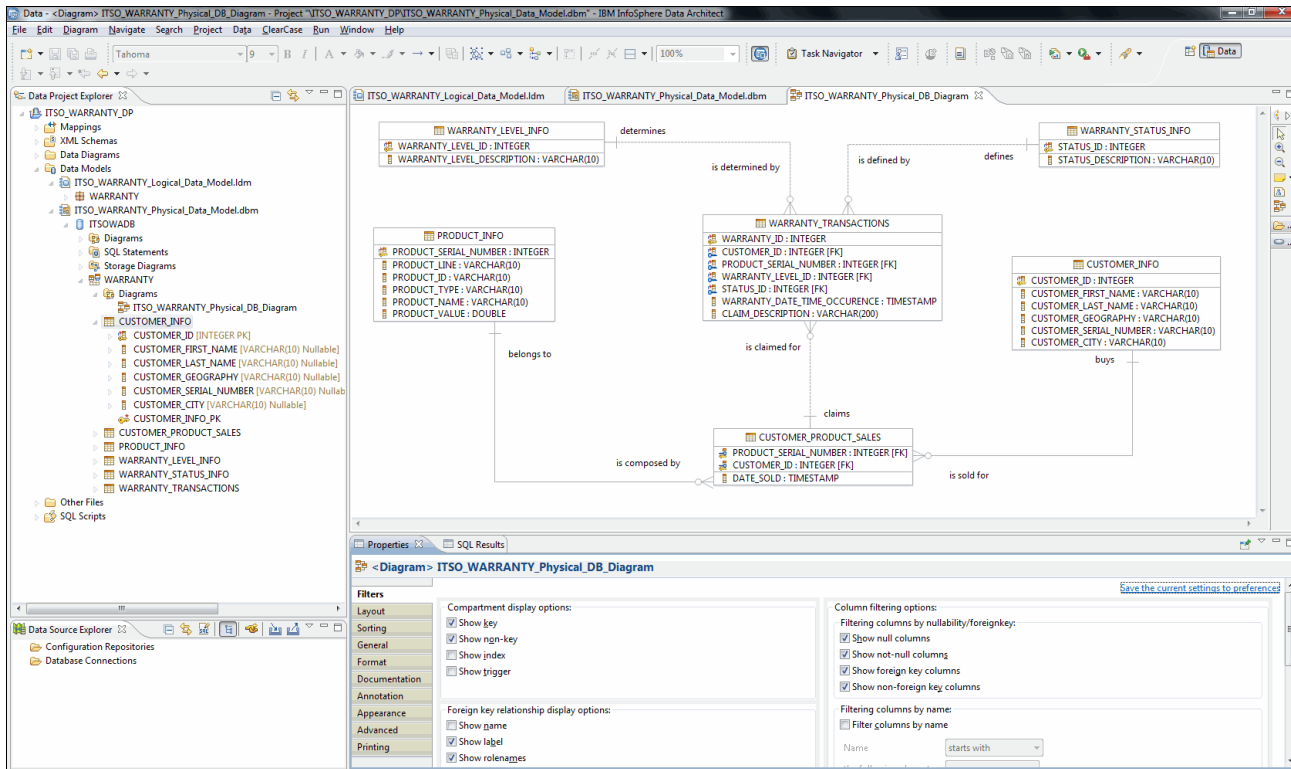 Data - <Diagram> ITSO_WARRANTY_Physical_DB_Diagram - Project "\ITSO_WARRANTY_DP\ITSO_WARRANTY_Physical_Data_Model.dbm" - IBM InfoSphere Data Architect
File Edit Diagram Navigate Search Project Data ClearCase Run Window Help
Tahoma 9 B I A 100% Task Navigator Data
Data Project Explorer
ITSO_WARRANTY_DP
Mappings
XML Schemas
Data Diagrams
Data Models
ITSO_WARRANTY_Logical_Data_Model.ldm
WARRANTY
ITSO_WARRANTY_Physical_Data_Model.dbm
ITSOWADB
Diagrams
SQL Statements
Storage Diagrams
WARRANTY
Diagrams
ITSO_WARRANTY_Physical_DB_Diagram
CUSTOMER_INFO
CUSTOMER_ID [INTEGER PK]
CUSTOMER_FIRST_NAME [VARCHAR(10) Nullable]
CUSTOMER_LAST_NAME [VARCHAR(10) Nullable]
CUSTOMER_GEOGRAPHY [VARCHAR(10) Nullable]
CUSTOMER_SERIAL_NUMBER [VARCHAR(10) Nullab
CUSTOMER_CITY [VARCHAR(10) Nullable]
CUSTOMER_INFO_PK
CUSTOMER_PRODUCT_SALES
PRODUCT_INFO
WARRANTY_LEVEL_INFO
WARRANTY_STATUS_INFO
WARRANTY_TRANSACTIONS
Other Files
SQL Scripts
Data Source Explorer
Configuration Repositories
Database Connections
ITSO_WARRANTY_Logical_Data_Model.ldm ITSO_WARRANTY_Physical_Data_Model.dbm ITSO_WARRANTY_Physical_DB_Diagram
WARRANTY_LEVEL_INFO
WARRANTY_LEVEL_ID : INTEGER
WARRANTY_LEVEL_DESCRIPTION : VARCHAR(10)
determines
is determined by
is defined by
defines
WARRANTY_STATUS_INFO
STATUS_ID : INTEGER
STATUS_DESCRIPTION : VARCHAR(10)
PRODUCT_INFO
PRODUCT_SERIAL_NUMBER : INTEGER
PRODUCT_LINE : VARCHAR(10)
PRODUCT_ID : VARCHAR(10)
PRODUCT_TYPE : VARCHAR(10)
PRODUCT_NAME : VARCHAR(10)
PRODUCT_VALUE : DOUBLE
WARRANTY_TRANSACTIONS
WARRANTY_ID : INTEGER
CUSTOMER_ID : INTEGER [FK]
PRODUCT_SERIAL_NUMBER : INTEGER [FK]
WARRANTY_LEVEL_ID : INTEGER [FK]
STATUS_ID : INTEGER [FK]
WARRANTY_DATE_TIME_OCCURENCE : TIMESTAMP
CLAIM_DESCRIPTION : VARCHAR(200)
CUSTOMER_INFO
CUSTOMER_ID : INTEGER
CUSTOMER_FIRST_NAME : VARCHAR(10)
CUSTOMER_LAST_NAME : VARCHAR(10)
CUSTOMER_GEOGRAPHY : VARCHAR(10)
CUSTOMER_SERIAL_NUMBER : VARCHAR(10)
CUSTOMER_CITY : VARCHAR(10)
belongs to
is claimed for
buys
claims
CUSTOMER_PRODUCT_SALES
PRODUCT_SERIAL_NUMBER : INTEGER [FK]
CUSTOMER_ID : INTEGER [FK]
DATE_SOLD : TIMESTAMP
is composed by
is sold for
Properties SQL Results
<Diagram> ITSO_WARRANTY_Physical_DB_Diagram
Save the current settings to preferences
Filters
Layout
Sorting
General
Format
Documentation
Annotation
Appearance
Advanced
Printing
Compartment display options:
Show key
Show non-key
Show index
Show trigger
Foreign key relationship display options:
Show name
Show label
Show rolenames
Column filtering options:
Filtering columns by nullability/foreignkey:
Show null columns
Show not-null columns
Show foreign key columns
Show non-foreign key columns
Filtering columns by name:
Filter columns by name
Name starts with